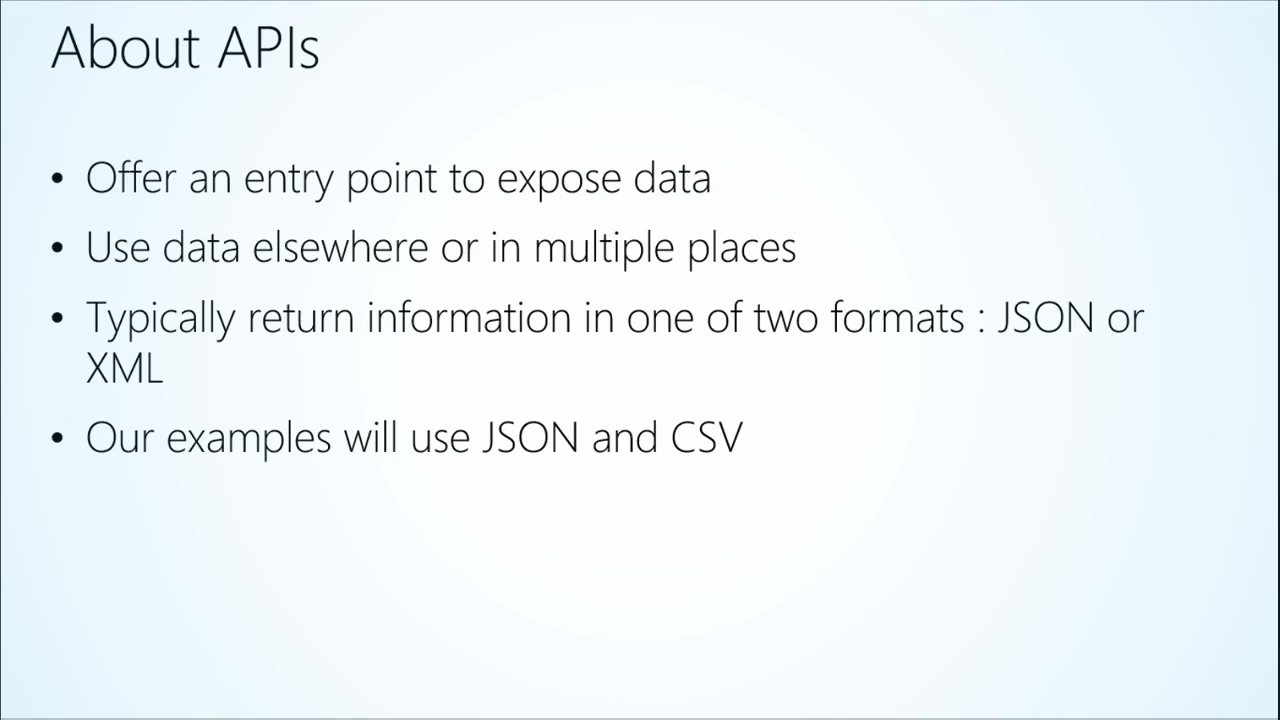 About APIs
• Offer an entry point to expose data
• Use data elsewhere or in multiple places
• Typically return information in one of two formats : JSON or
XML
• Our examples will use JSON and CSV